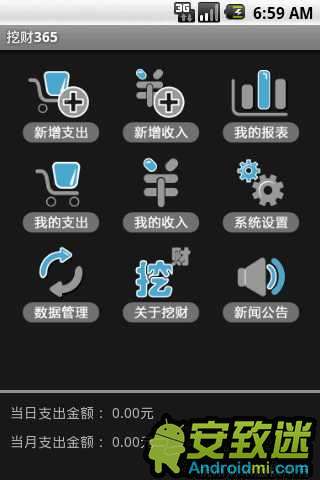 3G 6:59 AM
挖财365
新增支出 新增收入 我的报表
我的支出 我的收入 系统设置
挖财
数据管理 关于挖财 新闻公告
当日支出金额： 0.00元
当月支出金额： 0.00元
安致迷
Androidmi.com